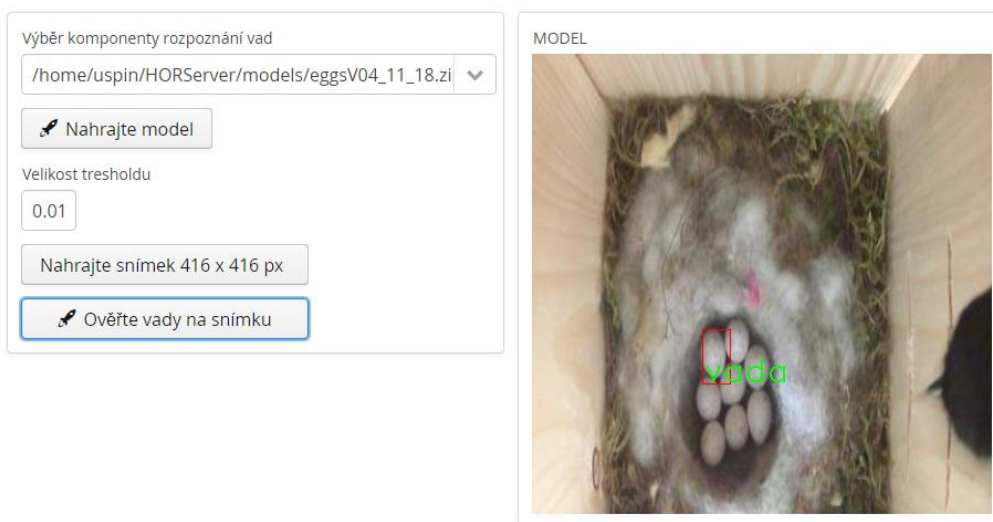 Výběr komponenty rozpoznání vad
/home/uspin/HORServer/models/eggsV04_11_18.zi
Nahrajte model
Velikost tresholdu
0.01
Nahrajte snímek 416 x 416 px
Ověřte vady na snímku
MODEL
vada